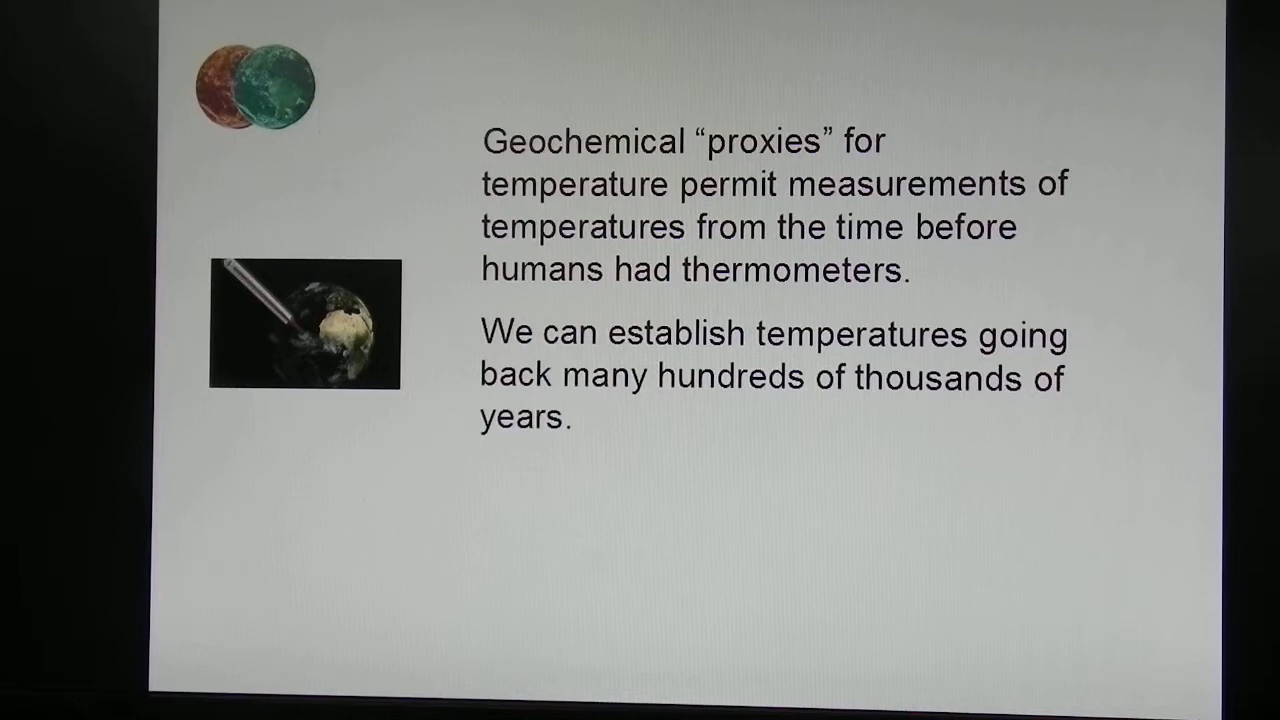 Geochemical “proxies” for
temperature permit measurements of
temperatures from the time before
humans had thermometers.
We can establish temperatures going
back many hundreds of thousands of
years.